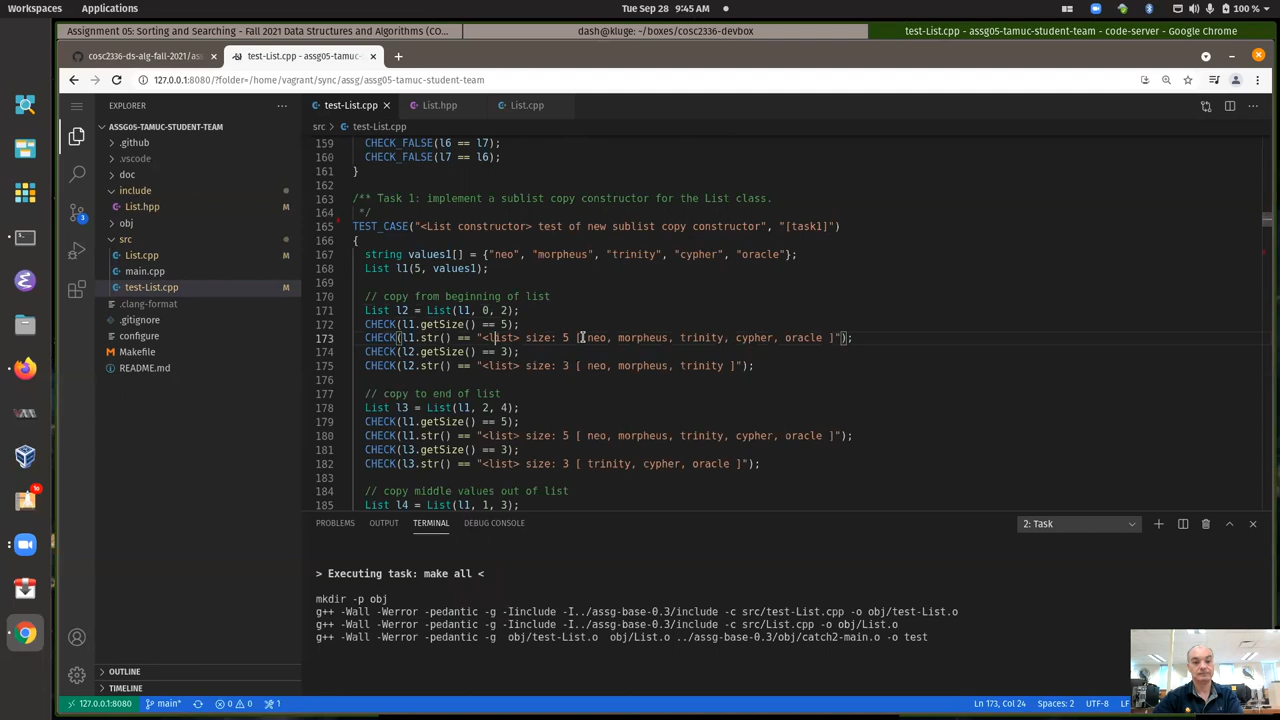 Workspaces
Applications
Tue Sep 28
9:45 AM
100 %
Assignment 05: Sorting and Searching - Fall 2021 Data Structures and Algorithms (CO...
dash@kluge: ~/boxes/cosc2336-devbox
test-List.cpp - assg05-tamuc-student-team - code-server - Google Chrome
cosc2336-ds-alg-fall-2021/as
test-List.cpp - assg05-tamuc-
127.0.0.1:8080/?folder=/home/vagrant/sync/assg/assg05-tamuc-student-team
EXPLORER
ASSG05-TAMUC-STUDENT-TEAM
.github
.vscode
doc
include
List.hpp M
obj
src
List.cpp M
main.cpp
test-List.cpp M
.clang-format
.gitignore
configure
Makefile
README.md
OUTLINE
TIMELINE
3
test-List.cpp
List.hpp
List.cpp
src > test-List.cpp
159 CHECK_FALSE(l6 == l7);
160 CHECK_FALSE(l7 == l6);
161 }
162
163 /** Task 1: implement a sublist copy constructor for the List class.
164 */
165 TEST_CASE("<List constructor> test of new sublist copy constructor", "[task1]")
166 {
167 string values1[] = {"neo", "morpheus", "trinity", "cypher", "oracle"};
168 List l1(5, values1);
169
170 // copy from beginning of list
171 List l2 = List(l1, 0, 2);
172 CHECK(l1.getSize() == 5);
173 CHECK(l1.str() == "<list> size: 5 [ neo, morpheus, trinity, cypher, oracle ]");
174 CHECK(l2.getSize() == 3);
175 CHECK(l2.str() == "<list> size: 3 [ neo, morpheus, trinity ]");
176
177 // copy to end of list
178 List l3 = List(l1, 2, 4);
179 CHECK(l1.getSize() == 5);
180 CHECK(l1.str() == "<list> size: 5 [ neo, morpheus, trinity, cypher, oracle ]");
181 CHECK(l3.getSize() == 3);
182 CHECK(l3.str() == "<list> size: 3 [ trinity, cypher, oracle ]");
183
184 // copy middle values out of list
185 List l4 = List(l1, 1, 3);
PROBLEMS
OUTPUT
TERMINAL
DEBUG CONSOLE
2: Task
> Executing task: make all <
mkdir -p obj
g++ -Wall -Werror -pedantic -g -Iinclude -I../assg-base-0.3/include -c src/test-List.cpp -o obj/test-List.o
g++ -Wall -Werror -pedantic -g -Iinclude -I../assg-base-0.3/include -c src/List.cpp -o obj/List.o
g++ -Wall -Werror -pedantic -g obj/test-List.o obj/List.o ../assg-base-0.3/obj/catch2-main.o -o test
127.0.0.1:8080
main*
0
0
1
Ln 173, Col 24
Spaces: 2
UTF-8